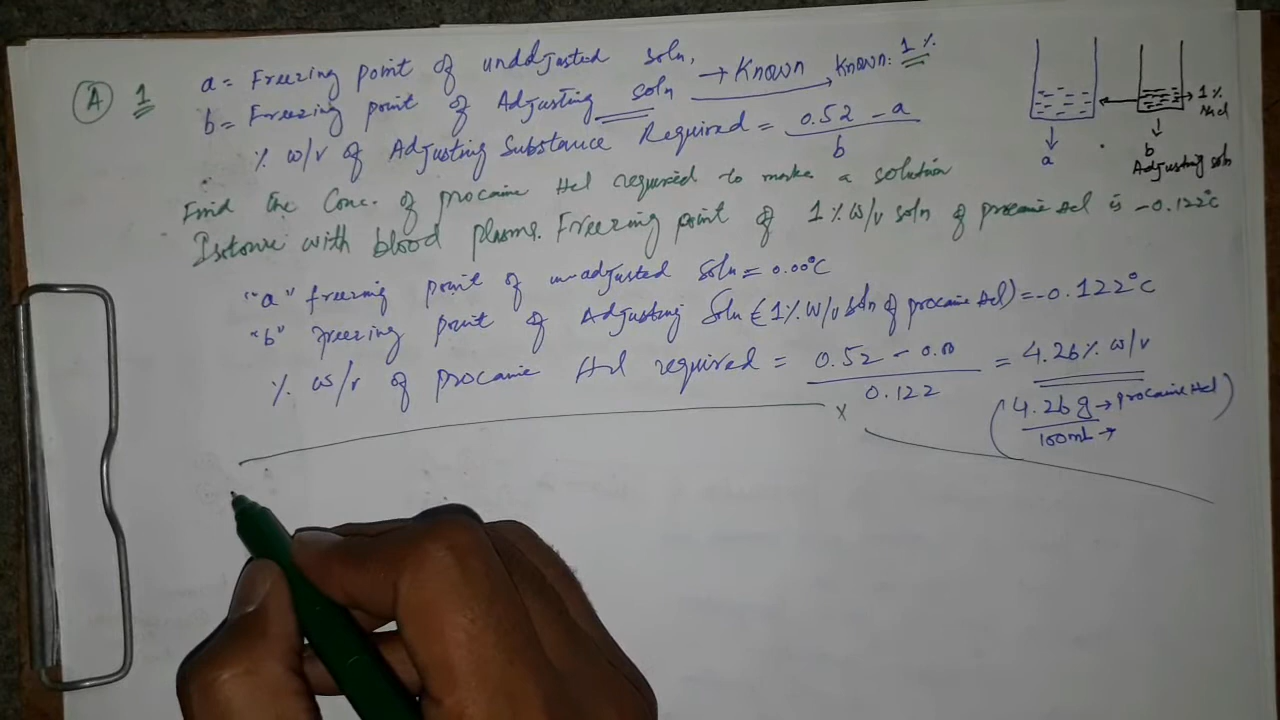 A 1
a = Freezing point of unddjusted soln,
b = Freezing point of Adjusting soln → Known → Known: 1%
% w/v of Adjusting Substance Required = 0.52 - a / b
a
b
Adjusting soln
1%
Find the Conc. of procaine Hcl required to make a solution
Isotonic with blood plasma. Freezing point of 1% w/v soln of procaine Hcl is -0.122°C
"a" freezing point of unadjusted soln = 0.00°C
"b" freezing point of Adjusting Soln (1% w/v soln of procaine Hcl) = -0.122°C
% w/v of procaine Hcl required = 0.52 - 0.00 / 0.122 = 4.26% w/v
(4.26 g → procaine Hcl)
100ml →
x